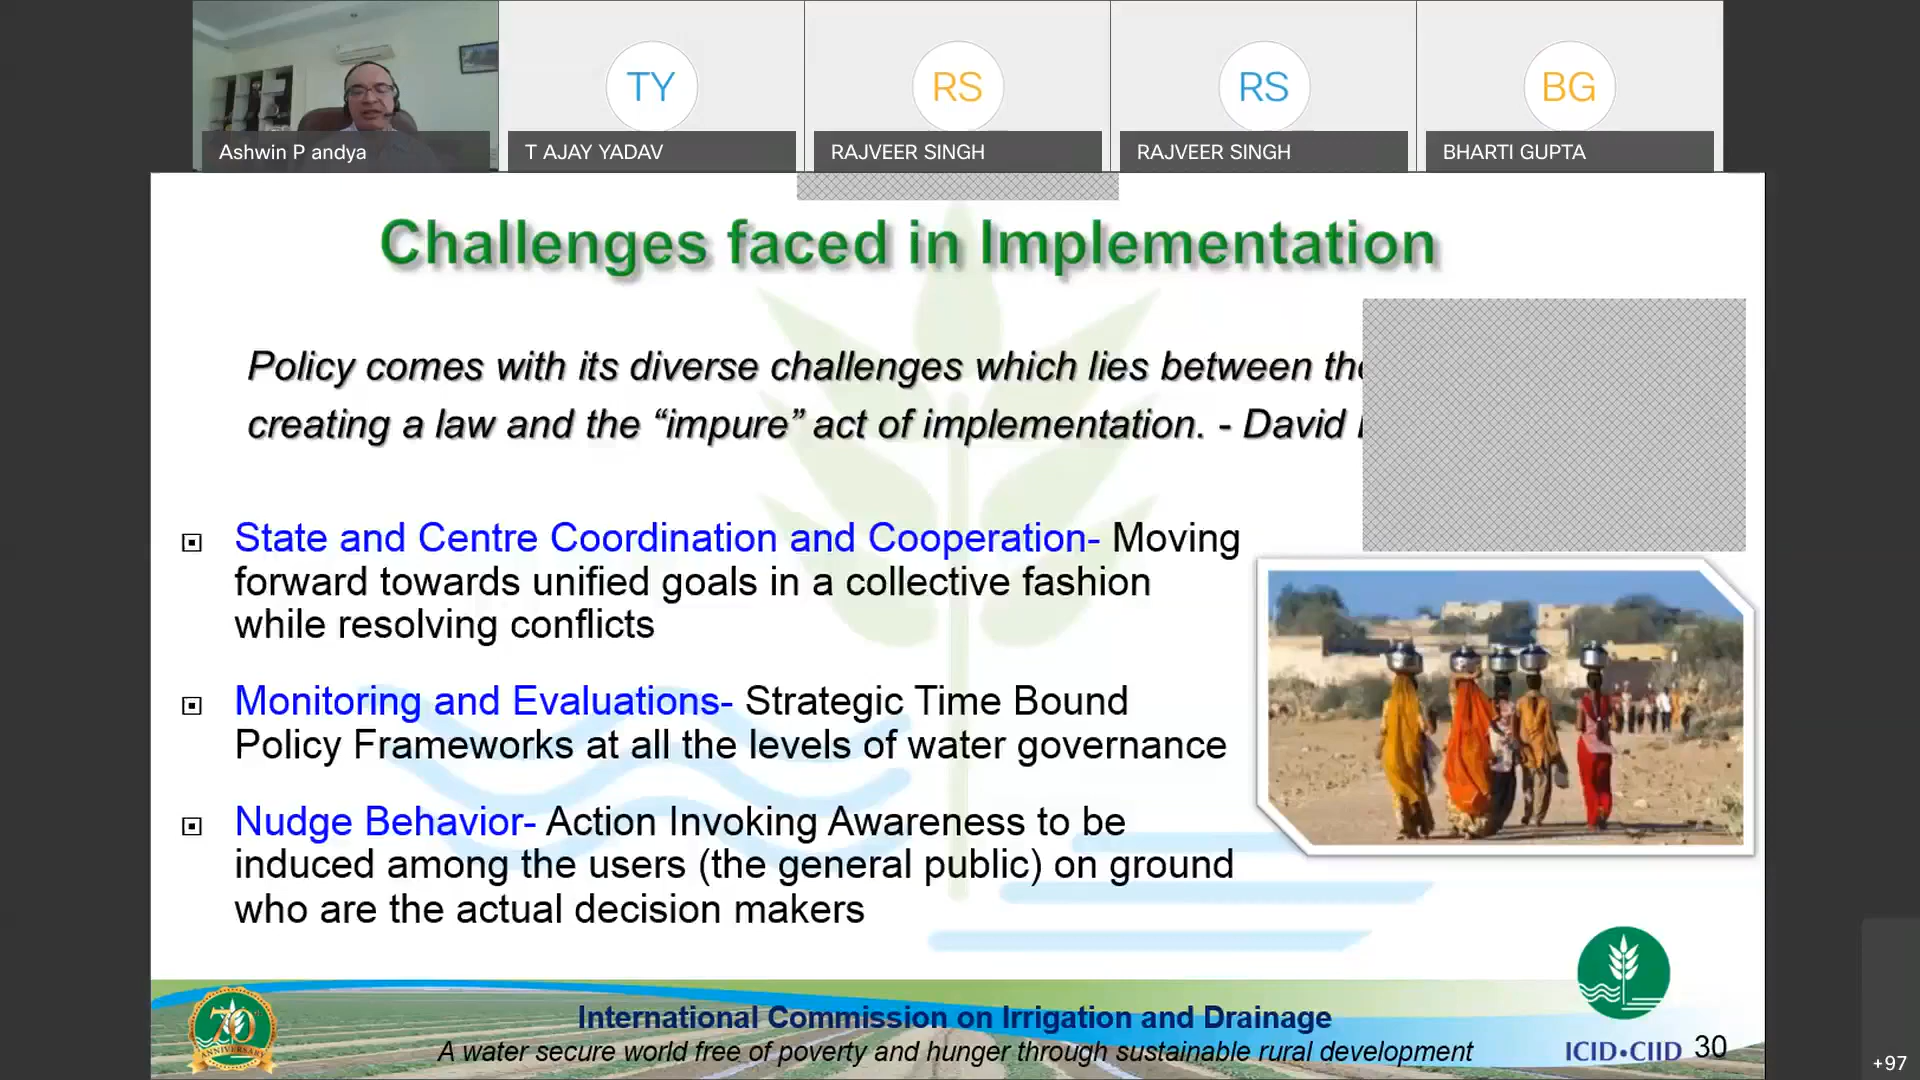 TY
RS
RS
BG
Ashwin P andya
T AJAY YADAV
RAJVEER SINGH
RAJVEER SINGH
BHARTI GUPTA
Challenges faced in Implementation
Policy comes with its diverse challenges which lies between
creating a law and the “impure” act of implementation. - David
State and Centre Coordination and Cooperation- Moving
forward towards unified goals in a collective fashion
while resolving conflicts
Monitoring and Evaluations- Strategic Time Bound
Policy Frameworks at all the levels of water governance
Nudge Behavior- Action Invoking Awareness to be
induced among the users (the general public) on ground
who are the actual decision makers
70
ANNIVERSARY
International Commission on Irrigation and Drainage
A water secure world free of poverty and hunger through sustainable rural development
ICID•CIID
30
+97